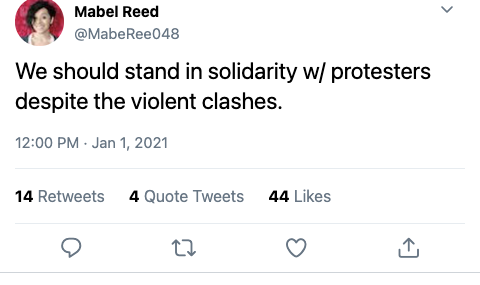 Mabel Reed
@MabeRee048
We should stand in solidarity w/ protesters
despite the violent clashes.
12:00 PM · Jan 1, 2021
14 Retweets 4 Quote Tweets 44 Likes